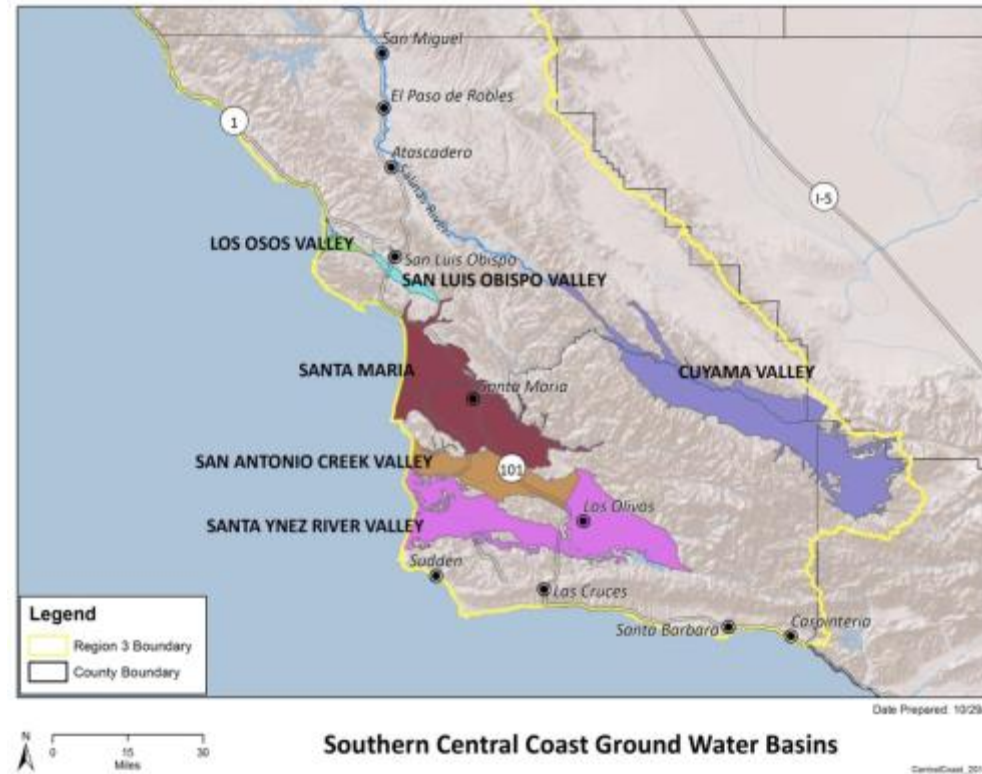 San Miguel
El Paso de Robles
1
Atascadero
Salinas River
I-5
LOS OSOS VALLEY
San Luis Obispo
SAN LUIS OBISPO VALLEY
SANTA MARIA
CUYAMA VALLEY
Santa Maria
SAN ANTONIO CREEK VALLEY
101
Los Olivos
SANTA YNEZ RIVER VALLEY
Sudden
Las Cruces
Santa Barbara
Carpinteria
Legend
Region 3 Boundary
County Boundary
Date Prepared: 10/29
N
0 15 30
Miles
Southern Central Coast Ground Water Basins
CentralCoast_201